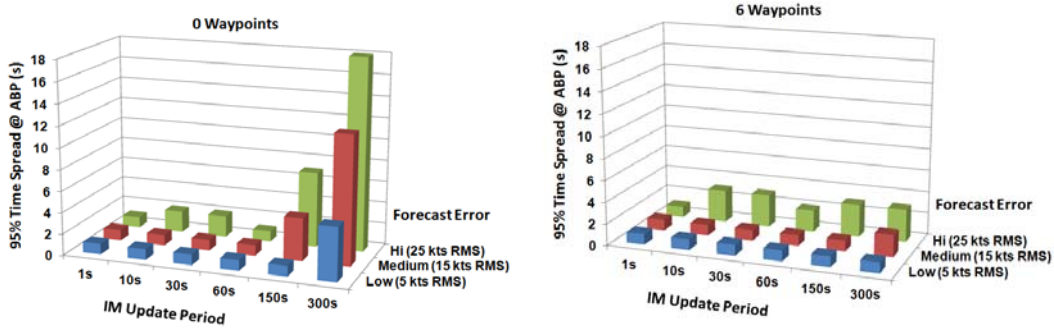 0 Waypoints
95% Time Spread @ ABP (s)
18
16
14
12
10
8
6
4
2
0
1s
10s
30s
60s
150s
300s
IM Update Period
Forecast Error
Hi (25 kts RMS)
Medium (15 kts RMS)
Low (5 kts RMS)
6 Waypoints
95% Time Spread @ ABP (s)
18
16
14
12
10
8
6
4
2
0
1s
10s
30s
60s
150s
300s
IM Update Period
Forecast Error
Hi (25 kts RMS)
Medium (15 kts RMS)
Low (5 kts RMS)